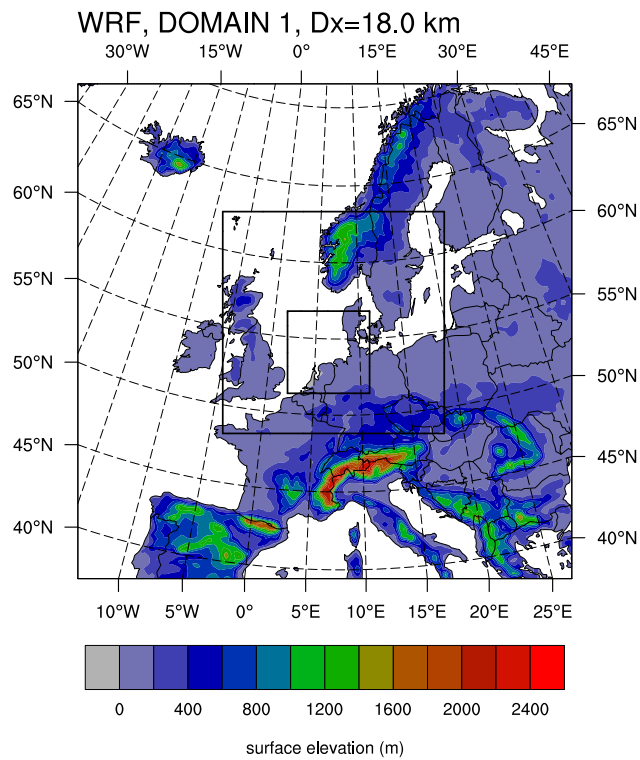 WRF, DOMAIN 1, Dx=18.0 km
30°W 15°W 0°E 15°E 30°E 45°E
65°N 65°N
60°N 60°N
55°N 55°N
50°N 50°N
45°N 45°N
40°N 40°N
10°W 5°W 0° 5°E 10°E 15°E 20°E 25°E
0 400 800 1200 1600 2000 2400
surface elevation (m)